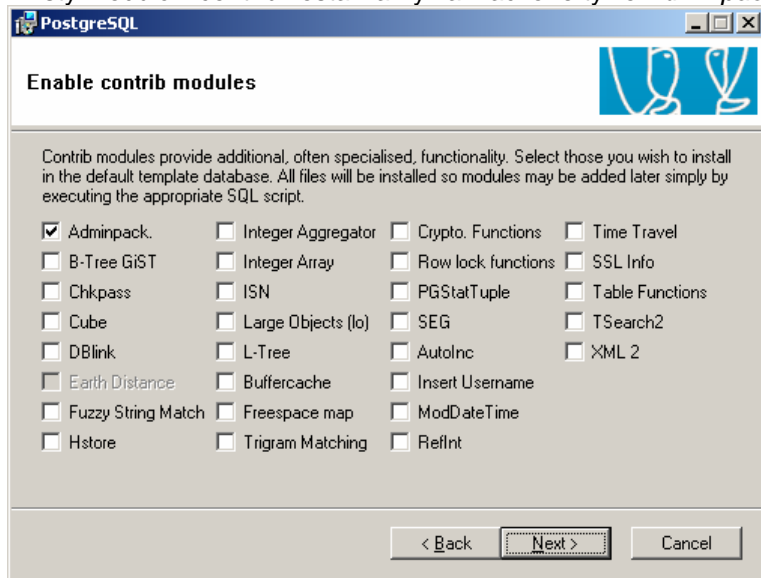 PostgreSQL
Enable contrib modules
Contrib modules provide additional, often specialised, functionality. Select those you wish to install
in the default template database. All files will be installed so modules may be added later simply by
executing the appropriate SQL script.
Adminpack. Integer Aggregator Crypto. Functions Time Travel
B-Tree GiST Integer Array Row lock functions SSL Info
Chkpass ISN PGStatTuple Table Functions
Cube Large Objects (lo) SEG TSearch2
DBlink L-Tree AutoInc XML 2
Earth Distance Buffercache Insert Username
Fuzzy String Match Freespace map ModDateTime
Hstore Trigram Matching RefInt
< Back Next > Cancel